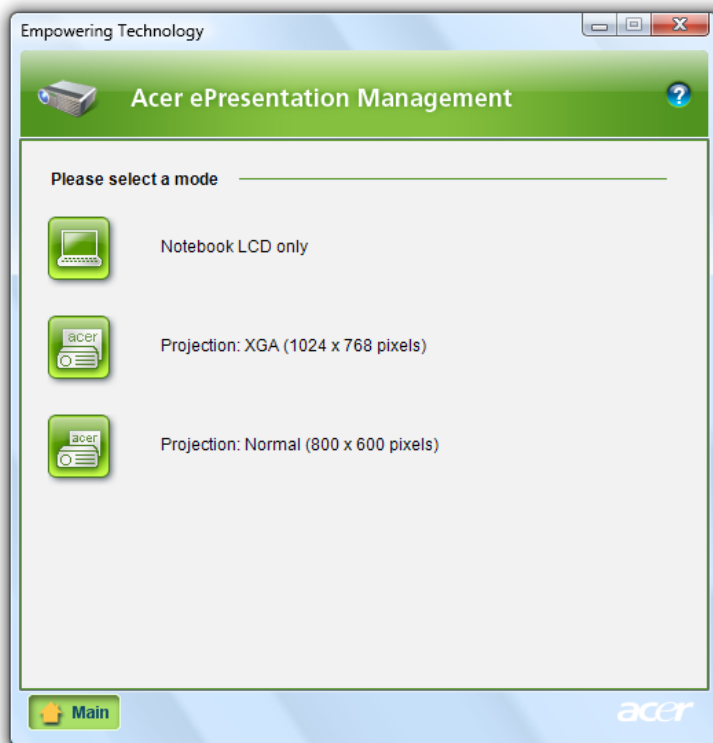 Empowering Technology
Acer ePresentation Management
?
Please select a mode
Notebook LCD only
acer
Projection: XGA (1024 x 768 pixels)
acer
Projection: Normal (800 x 600 pixels)
Main
acer